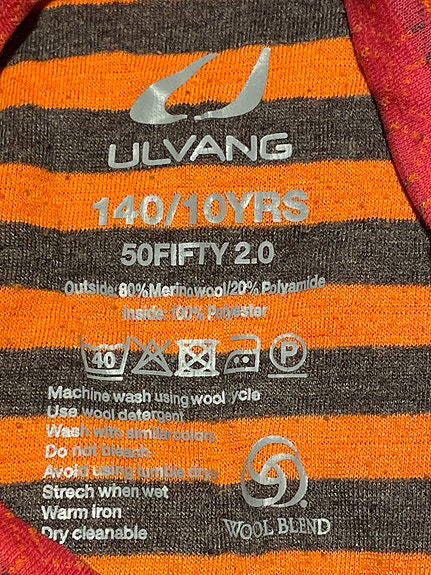 ULVANG
140/10YRS
50FIFTY 2.0
Outside: 80%Merinowool/20% Polyamide
Inside: 100% Polyester
40 P
Machine wash using wool cycle
Use wool detergent
Wash with similar colors
Do not bleach
Avoid using tumble dryer
Strech when wet
Warm iron
Dry cleanable
WOOL BLEND